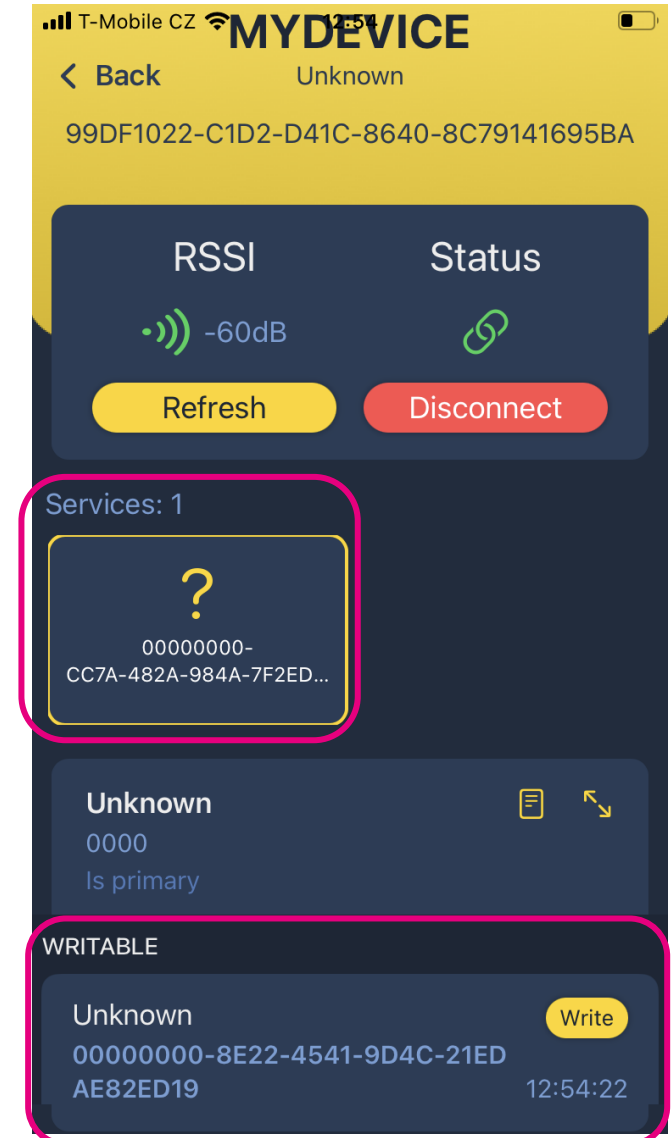 T-Mobile CZ 12:54
MYDEVICE
Back
Unknown
99DF1022-C1D2-D41C-8640-8C79141695BA
RSSI
Status
-60dB
Refresh
Disconnect
Services: 1
?
00000000-
CC7A-482A-984A-7F2ED...
Unknown
0000
Is primary
WRITABLE
Unknown
Write
00000000-8E22-4541-9D4C-21ED
AE82ED19
12:54:22